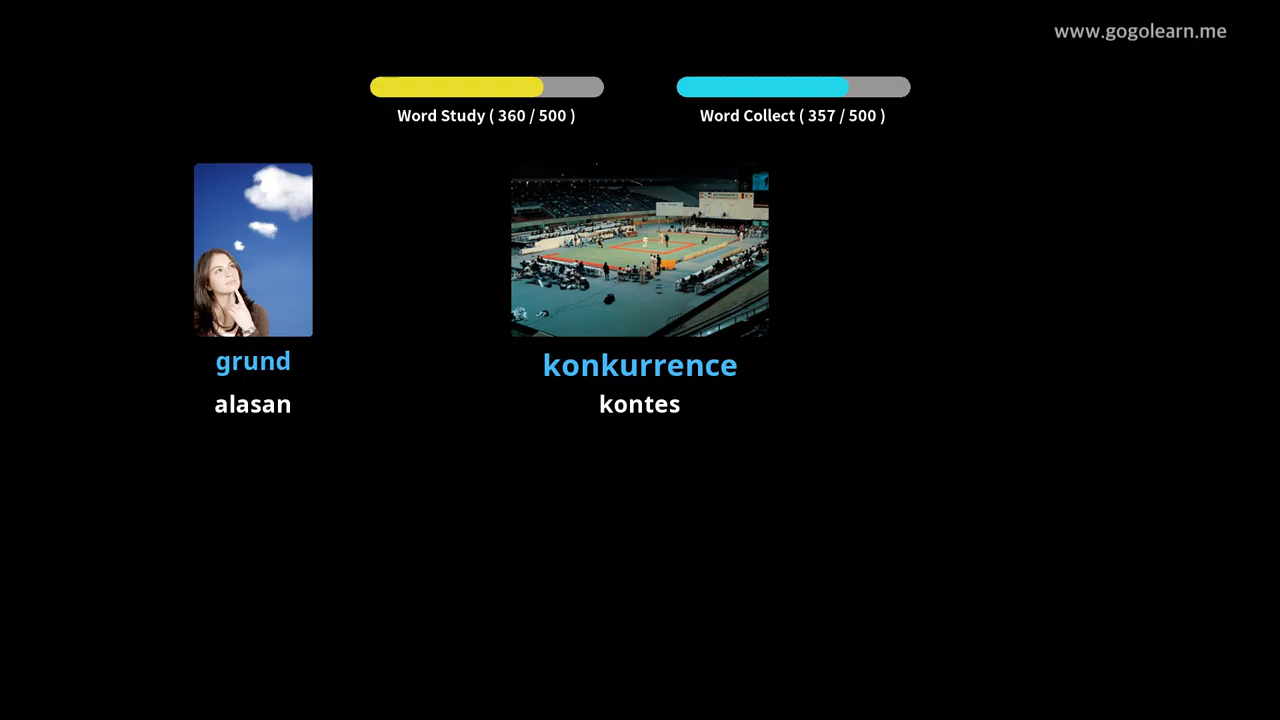 www.gogolearn.me
Word Study ( 360 / 500 )
Word Collect ( 357 / 500 )
grund
alasan
konkurrence
kontes